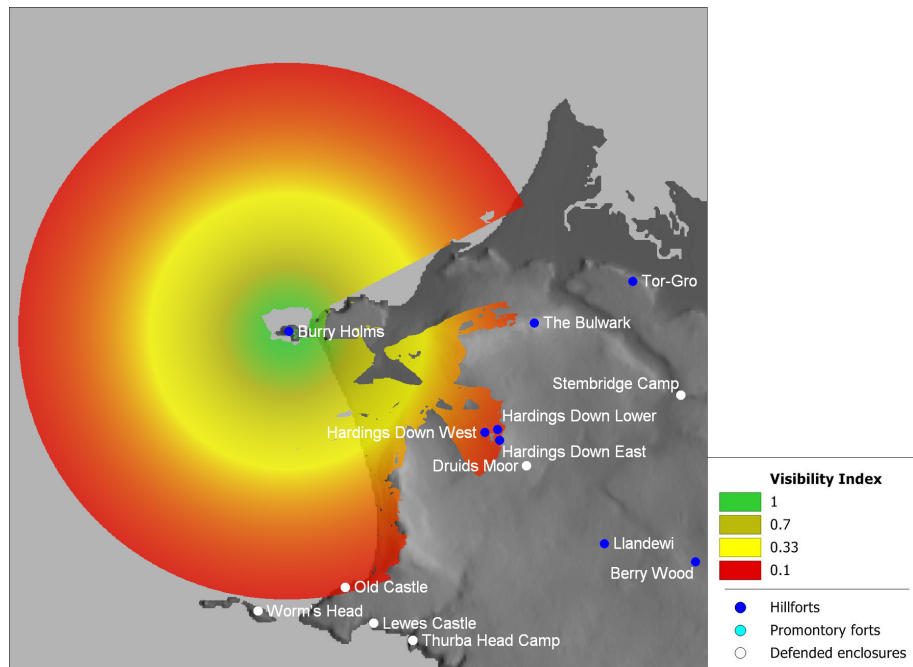 Tor-Gro
The Bulwark
Burry Holms
Stembridge Camp
Hardings Down Lower
Hardings Down West
Hardings Down East
Druids Moor
Llandewi
Berry Wood
Old Castle
Worm's Head
Lewes Castle
Thurba Head Camp
Visibility Index
1
0.7
0.33
0.1
Hillforts
Promontory forts
Defended enclosures